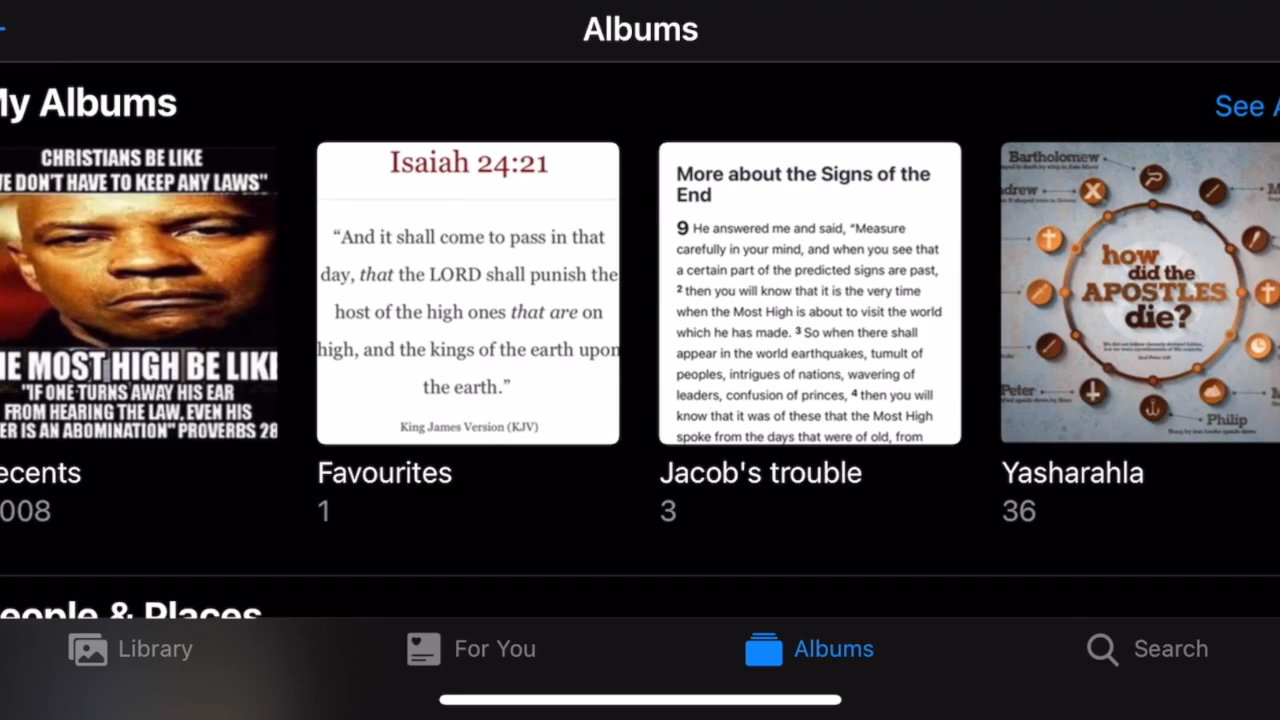 Albums
My Albums
See A
CHRISTIANS BE LIKE
WE DON'T HAVE TO KEEP ANY LAWS"
HE MOST HIGH BE LIKE
"IF ONE TURNS AWAY HIS EAR
FROM HEARING THE LAW, EVEN HIS
ER IS AN ABOMINATION" PROVERBS 28
Isaiah 24:21
“And it shall come to pass in that
day, that the LORD shall punish the
host of the high ones that are on
high, and the kings of the earth upon
the earth.”
King James Version (KJV)
More about the Signs of the
End
9 He answered me and said, “Measure
carefully in your mind, and when you see that
a certain part of the predicted signs are past,
2 then you will know that it is the very time
when the Most High is about to visit the world
which he has made. 3 So when there shall
appear in the world earthquakes, tumult of
peoples, intrigues of nations, wavering of
leaders, confusion of princes, 4 then you will
know that it was of these that the Most High
spoke from the days that were of old, from
Bartholomew
drew
how
did the
APOSTLES
die?
Peter
Philip
ecents
008
Favourites
1
Jacob's trouble
3
Yasharahla
36
People & Places
Library
For You
Albums
Search